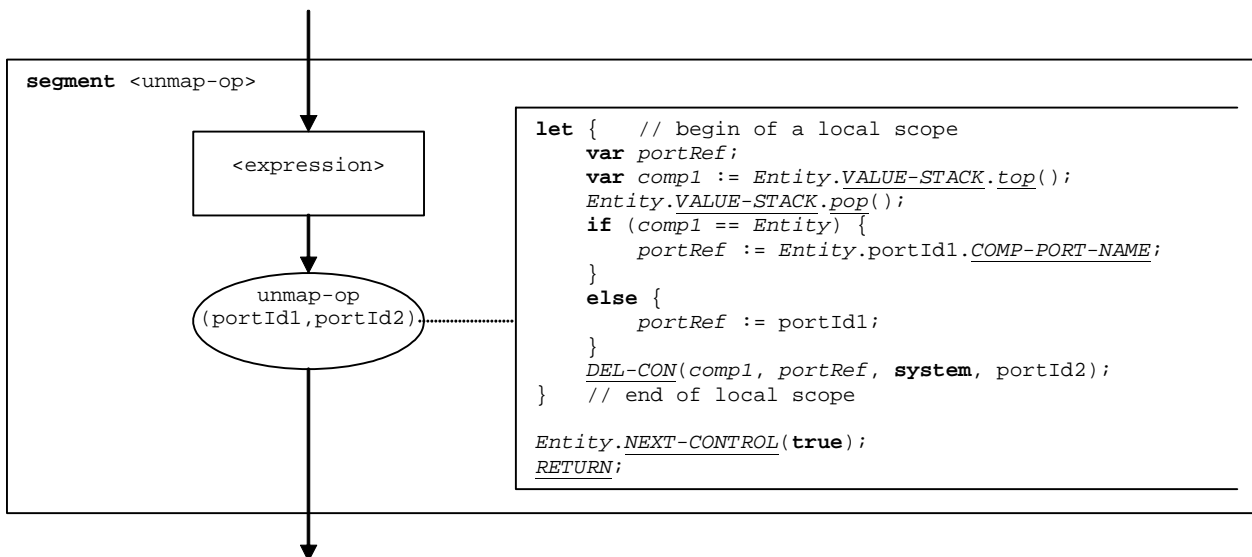 segment <unmap-op>
<expression>
unmap-op
(portId1,portId2)
let {   // begin of a local scope
    var portRef;
    var comp1 := Entity.VALUE-STACK.top();
    Entity.VALUE-STACK.pop();
    if (comp1 == Entity) {
        portRef := Entity.portId1.COMP-PORT-NAME;
    }
    else {
        portRef := portId1;
    }
    DEL-CON(comp1, portRef, system, portId2);
}   // end of local scope
Entity.NEXT-CONTROL(true);
RETURN;